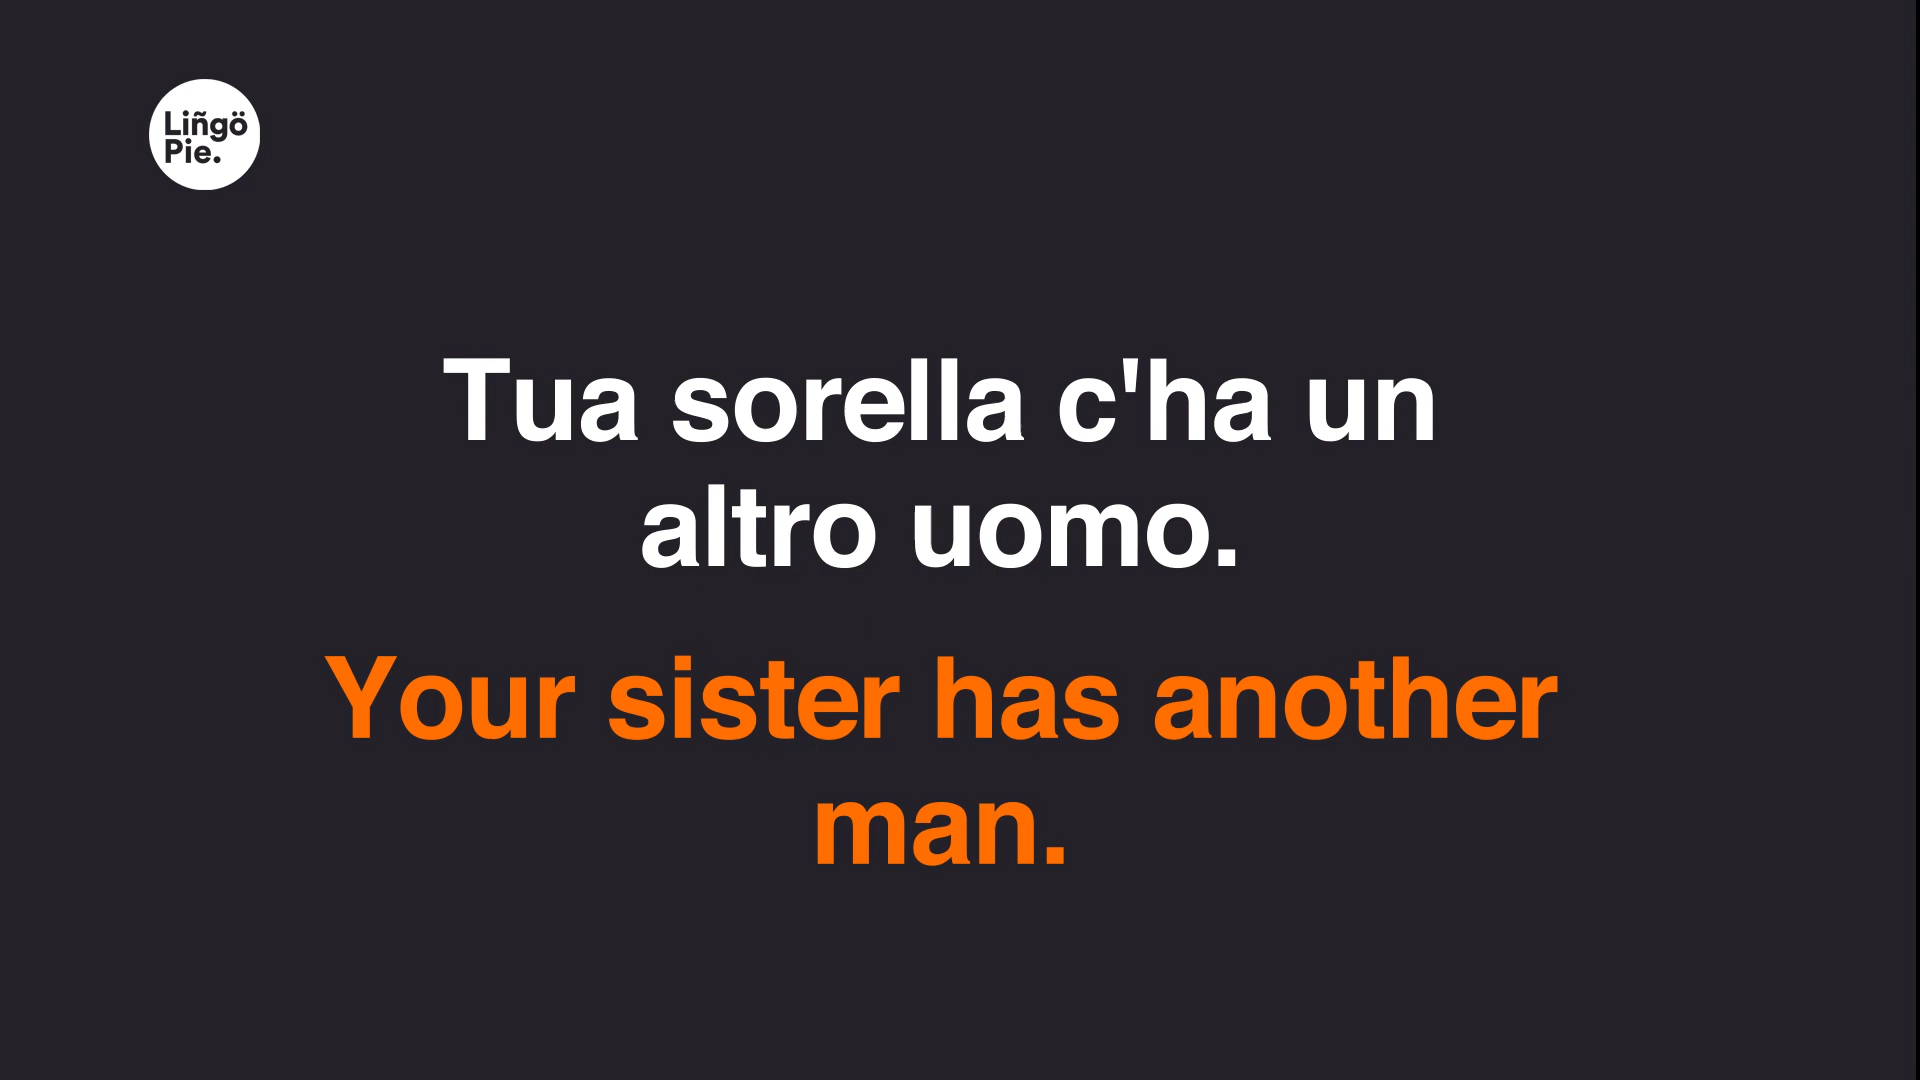 Liñgö
Pie.
Tua sorella c'ha un
altro uomo.
Your sister has another
man.